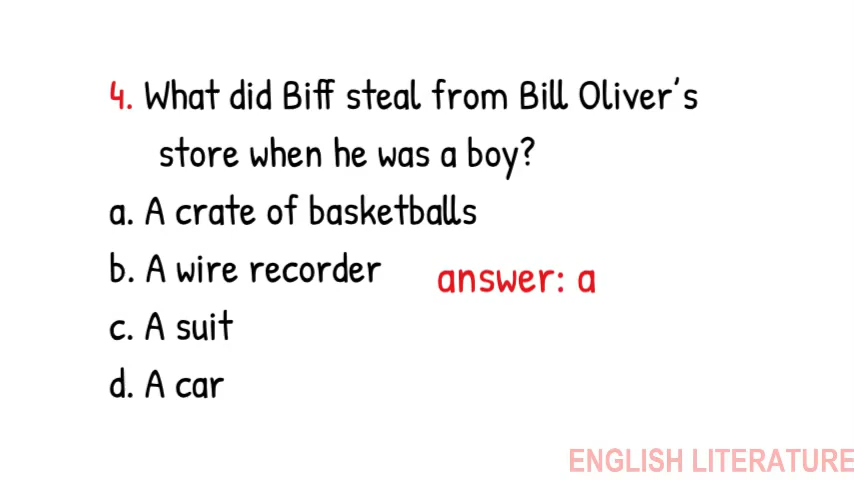 4. What did Biff steal from Bill Oliver's
store when he was a boy?
a. A crate of basketballs
b. A wire recorder
answer: a
c. A suit
d. A car
ENGLISH LITERATURE